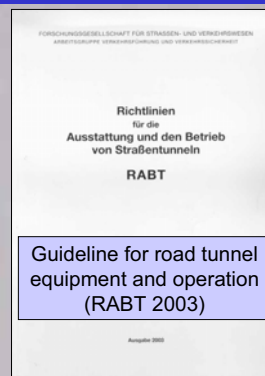 FORSCHUNGSGESELLSCHAFT FÜR STRASSEN- UND VERKEHRSWESEN
ARBEITSGRUPPE VERKEHRSFÜHRUNG UND VERKEHRSSICHERHEIT
Richtlinien
für die
Ausstattung und den Betrieb
von Straßentunneln
RABT
Guideline for road tunnel
equipment and operation
(RABT 2003)
Ausgabe 2003